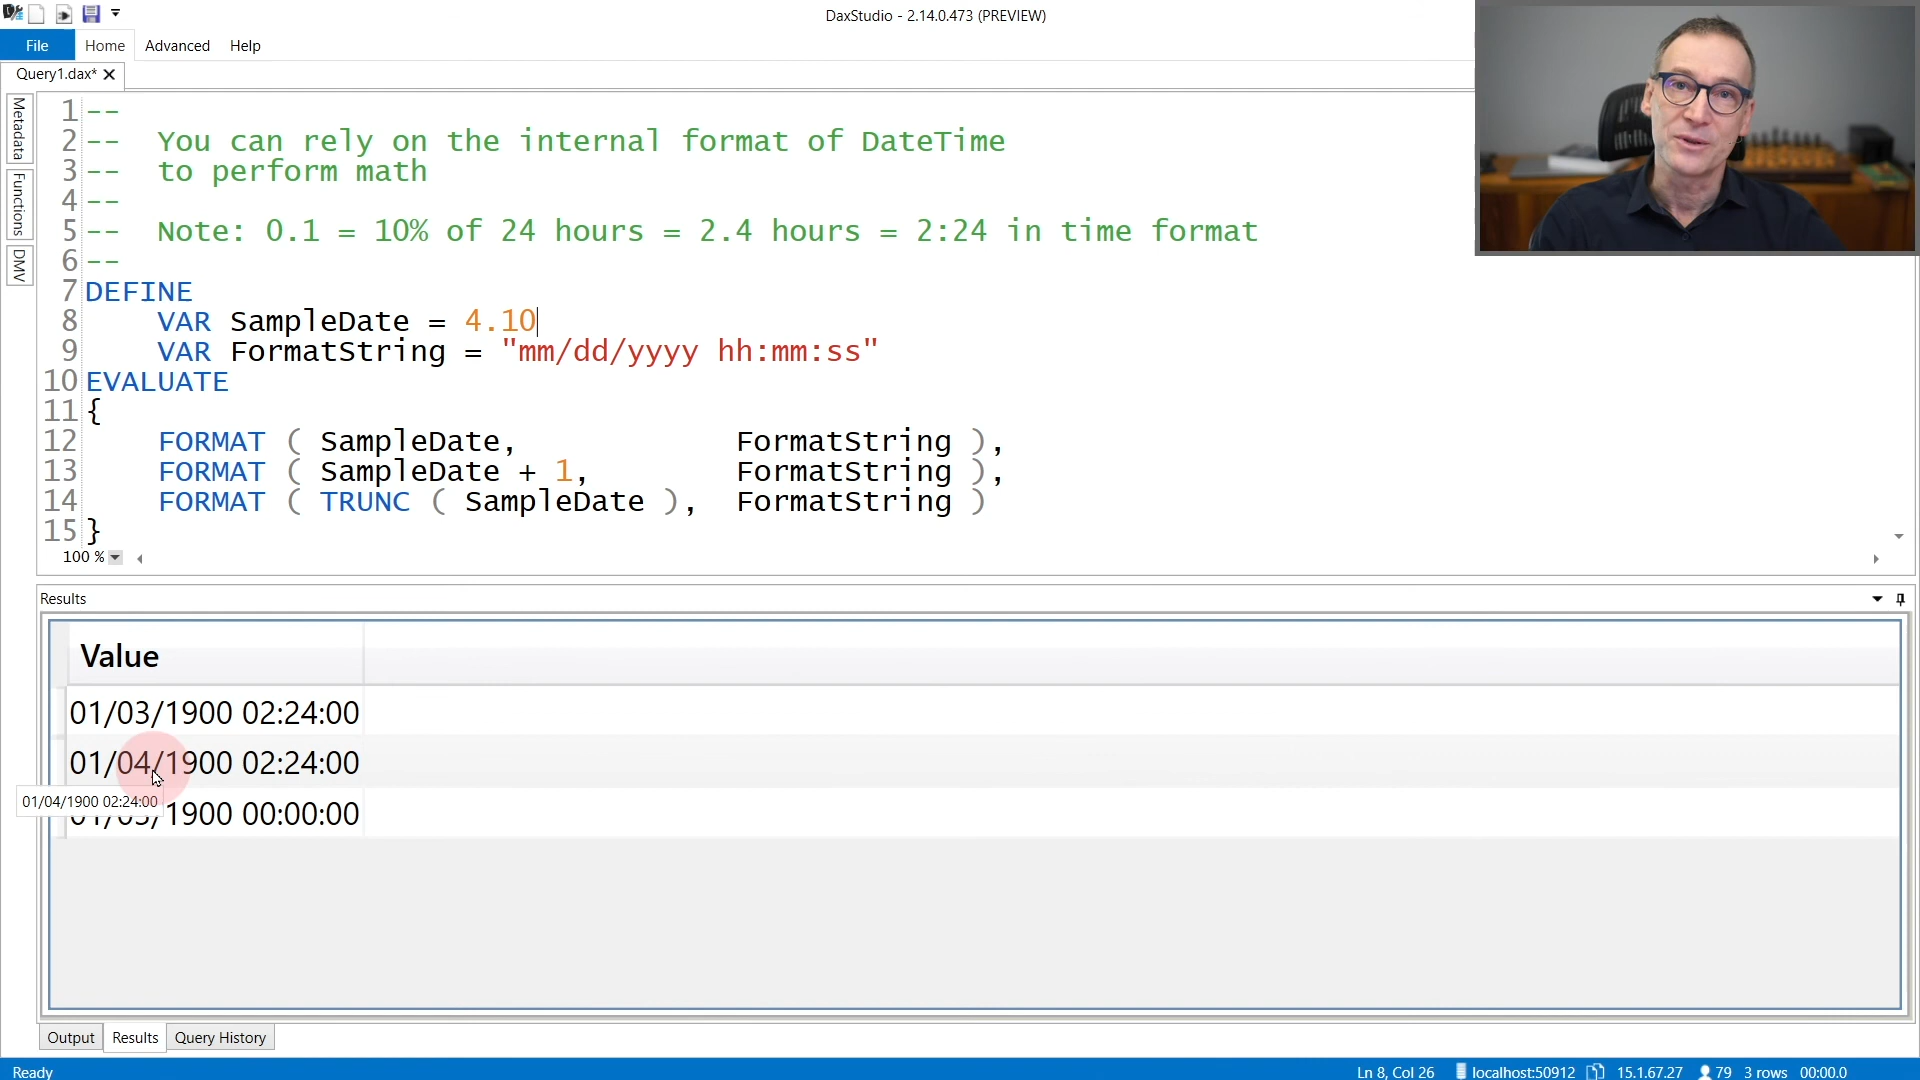 DaxStudio - 2.14.0.473 (PREVIEW)
File Home Advanced Help
Query1.dax*
Metadata
Functions
DMV
1 --
2 -- You can rely on the internal format of DateTime
3 -- to perform math
4 --
5 -- Note: 0.1 = 10% of 24 hours = 2.4 hours = 2:24 in time format
6 --
7 DEFINE
8 VAR SampleDate = 4.10
9 VAR FormatString = "mm/dd/yyyy hh:mm:ss"
10 EVALUATE
11 {
12 FORMAT ( SampleDate, FormatString ),
13 FORMAT ( SampleDate + 1, FormatString ),
14 FORMAT ( TRUNC ( SampleDate ), FormatString )
15 }
100 %
Results
Value
01/03/1900 02:24:00
01/04/1900 02:24:00
01/04/1900 02:24:00
1900 00:00:00
Output Results Query History
Ready Ln 8, Col 26 localhost:50912 15.1.67.27 79 3 rows 00:00.0